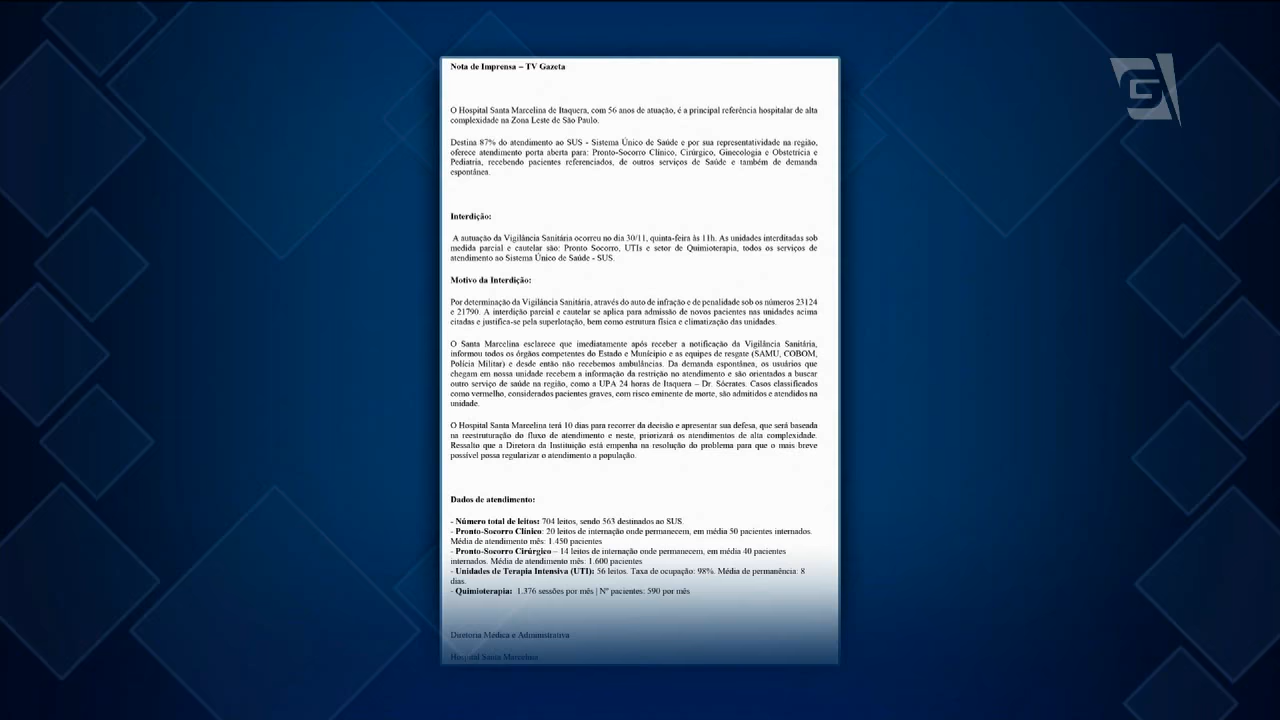 Nota de Imprensa – TV Gazeta
O Hospital Santa Marcelina de Itaquera, com 56 anos de atuação, é a principal referência hospitalar de alta
complexidade na Zona Leste de São Paulo.
Destina 87% do atendimento ao SUS - Sistema Único de Saúde e por sua representatividade na região,
oferece atendimento porta aberta para: Pronto-Socorro Clínico, Cirúrgico, Ginecologia e Obstetrícia e
Pediatria, recebendo pacientes referenciados, de outros serviços de Saúde e também de demanda
espontânea.
Interdição:
A autuação da Vigilância Sanitária ocorreu no dia 30/11, quinta-feira às 11h. As unidades interditadas sob
medida parcial e cautelar são: Pronto Socorro, UTIs e setor de Quimioterapia, todos os serviços de
atendimento ao Sistema Único de Saúde - SUS.
Motivo da Interdição:
Por determinação da Vigilância Sanitária, através do auto de infração e de penalidade sob os números 23124
e 21790. A interdição parcial e cautelar se aplica para admissão de novos pacientes nas unidades acima
citadas e justifica-se pela superlotação, bem como estrutura física e climatização das unidades.
O Santa Marcelina esclarece que imediatamente após receber a notificação da Vigilância Sanitária,
informou todos os órgãos competentes do Estado e Município e as equipes de resgate (SAMU, COBOM,
Polícia Militar) e desde então não recebemos ambulâncias. Da demanda espontânea, os usuários que
chegam em nossa unidade recebem a informação da restrição no atendimento e são orientados a buscar
outro serviço de saúde na região, como a UPA 24 horas de Itaquera – Dr. Sócrates. Casos classificados
como vermelho, considerados pacientes graves, com risco eminente de morte, são admitidos e atendidos na
unidade.
O Hospital Santa Marcelina terá 10 dias para recorrer da decisão e apresentar sua defesa, que será baseada
na reestruturação do fluxo de atendimento e neste, priorizará os atendimentos de alta complexidade.
Ressalto que a Diretora da Instituição está empenha na resolução do problema para que o mais breve
possível possa regularizar o atendimento a população.
Dados de atendimento:
- Número total de leitos: 704 leitos, sendo 563 destinados ao SUS.
- Pronto-Socorro Clínico: 20 leitos de internação onde permanecem, em média 50 pacientes internados.
Média de atendimento mês: 1.450 pacientes
- Pronto-Socorro Cirúrgico – 14 leitos de internação onde permanecem, em média 40 pacientes
internados. Média de atendimento mês: 1.600 pacientes
- Unidades de Terapia Intensiva (UTI): 56 leitos. Taxa de ocupação: 98%. Média de permanência: 8
dias.
- Quimioterapia: 1.376 sessões por mês | Nº pacientes: 590 por mês
Diretoria Médica e Administrativa
Hospital Santa Marcelina